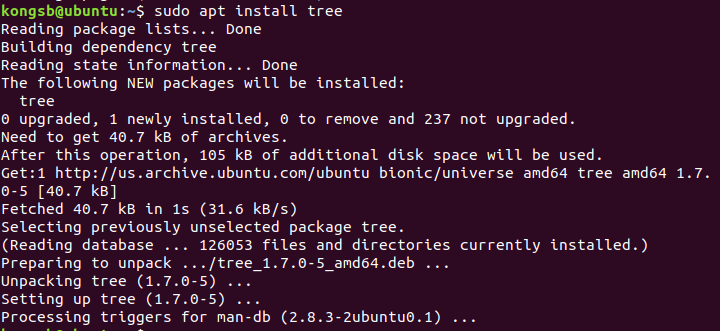 kongsb@ubuntu:~$ sudo apt install tree
Reading package lists... Done
Building dependency tree
Reading state information... Done
The following NEW packages will be installed:
  tree
0 upgraded, 1 newly installed, 0 to remove and 237 not upgraded.
Need to get 40.7 kB of archives.
After this operation, 105 kB of additional disk space will be used.
Get:1 http://us.archive.ubuntu.com/ubuntu bionic/universe amd64 tree amd64 1.7.
0-5 [40.7 kB]
Fetched 40.7 kB in 1s (31.6 kB/s)
Selecting previously unselected package tree.
(Reading database ... 126053 files and directories currently installed.)
Preparing to unpack .../tree_1.7.0-5_amd64.deb ...
Unpacking tree (1.7.0-5) ...
Setting up tree (1.7.0-5) ...
Processing triggers for man-db (2.8.3-2ubuntu0.1) ...